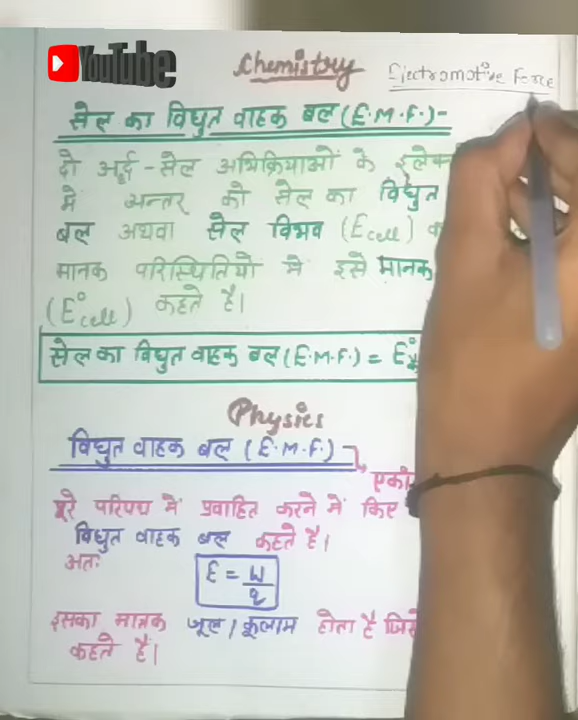 YouTube
Chemistry
Electromotive Force
सेल का विघुत वाहक बल (E.M.F.)-
दो अर्द्ध-सेल अभिक्रियाओं के
में अन्तर को सेल का विघुत
बल अथवा सेल विभव (Ecell)
मानक परिस्थितियो में इसे मानक
(E°cell) कहते है।
सेल का विघुत वाहक बल (E.M.F.) = E°
Physics
विघुत वाहक बल (E.M.F.)-
पूरे परिपथ में प्रवाहित करने में किए
विघुत वाहक बल कहते है।
अतः
E = W/q
इसका मात्रक जूल/कूलाम होता है जिसे
कहते है।